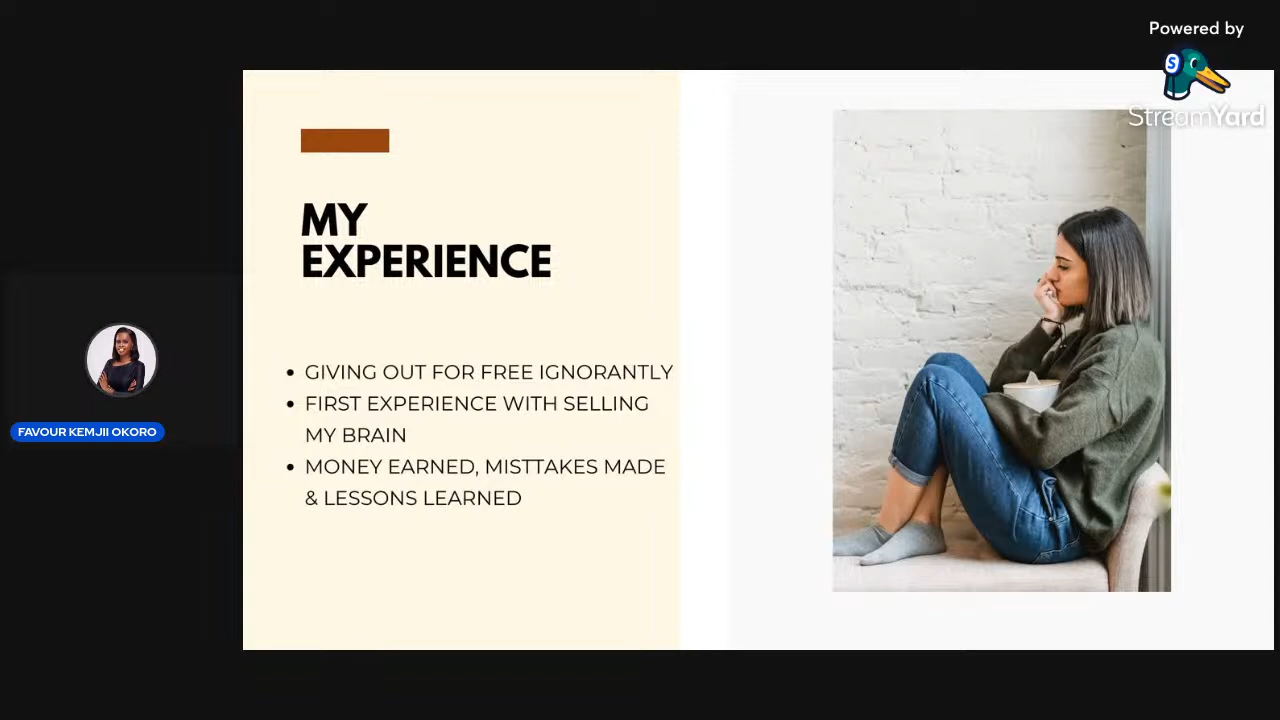 Powered by
S
StreamYard
MY
EXPERIENCE
GIVING OUT FOR FREE IGNORANTLY
FIRST EXPERIENCE WITH SELLING
MY BRAIN
MONEY EARNED, MISTTAKES MADE
& LESSONS LEARNED
FAVOUR KEMJII OKORO